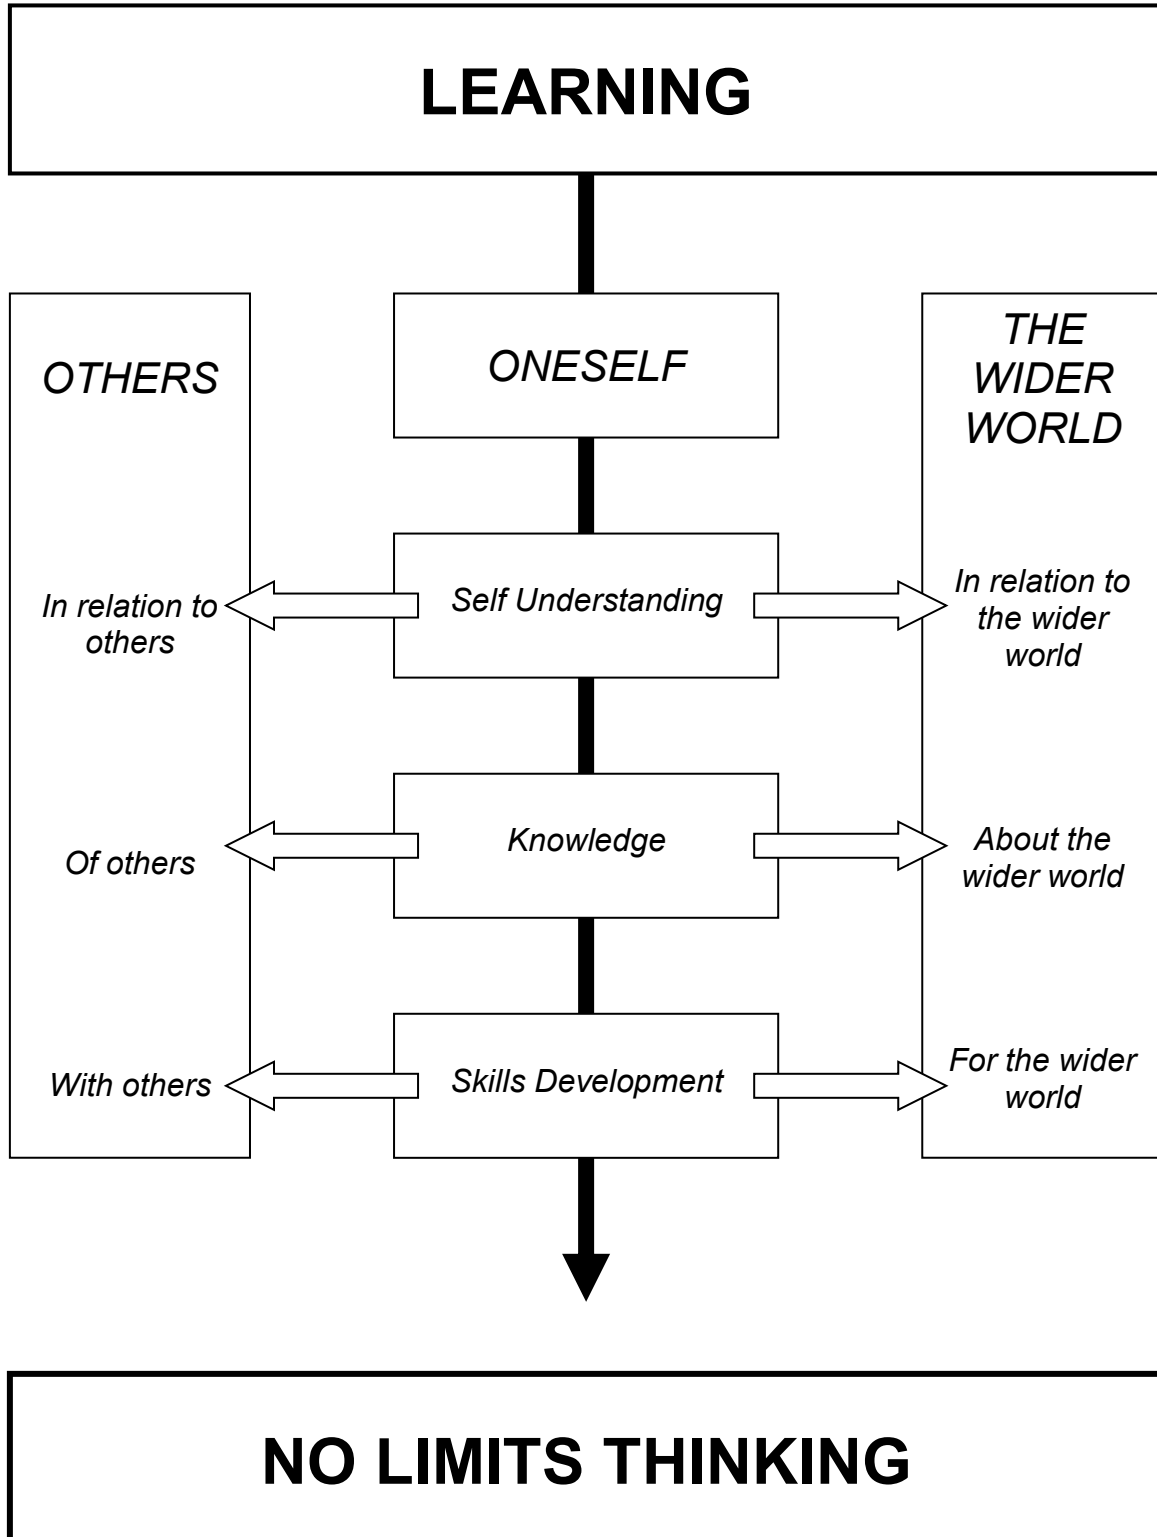 LEARNING
OTHERS
ONESELF
THE
WIDER
WORLD
In relation to
others
Self Understanding
In relation to
the wider
world
Of others
Knowledge
About the
wider world
With others
Skills Development
For the wider
world
NO LIMITS THINKING